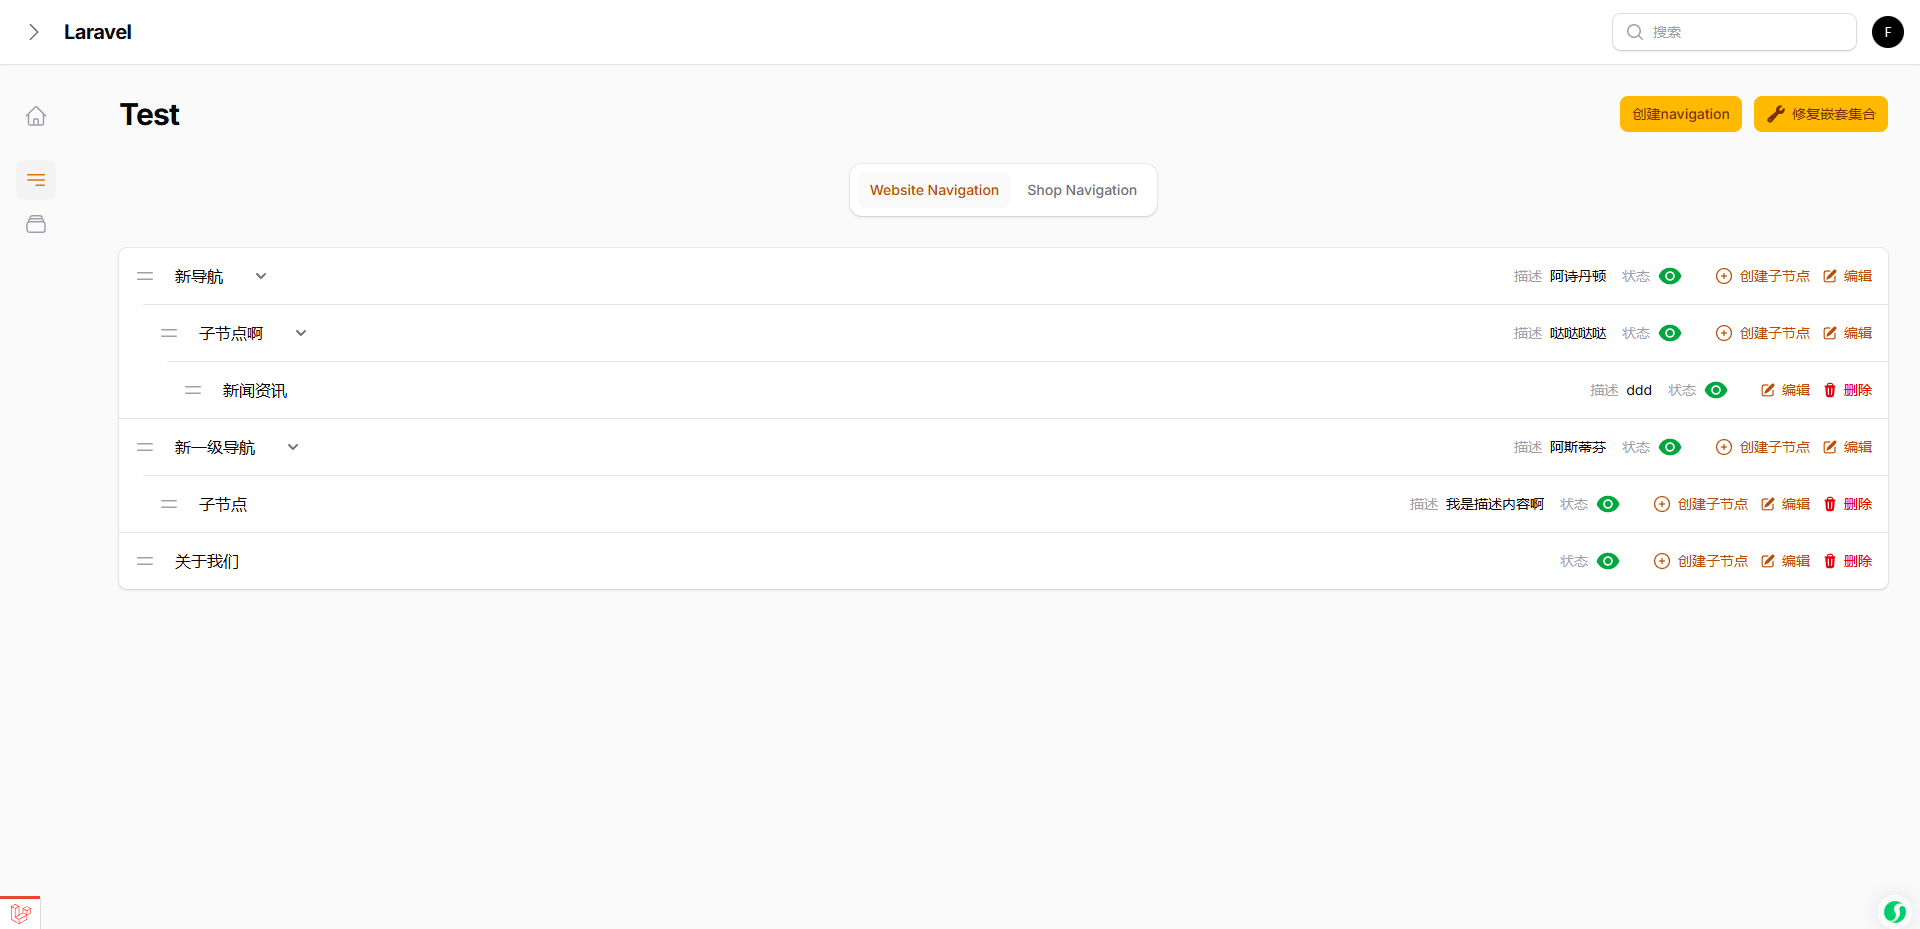 Laravel
搜索
F
Test
创建navigation
修复嵌套集合
Website Navigation
Shop Navigation
新导航 描述 阿诗丹顿 状态 创建子节点 编辑
子节点啊 描述 哒哒哒哒 状态 创建子节点 编辑
新闻资讯 描述 ddd 状态 编辑 删除
新一级导航 描述 阿斯蒂芬 状态 创建子节点 编辑
子节点 描述 我是描述内容啊 状态 创建子节点 编辑 删除
关于我们 状态 创建子节点 编辑 删除